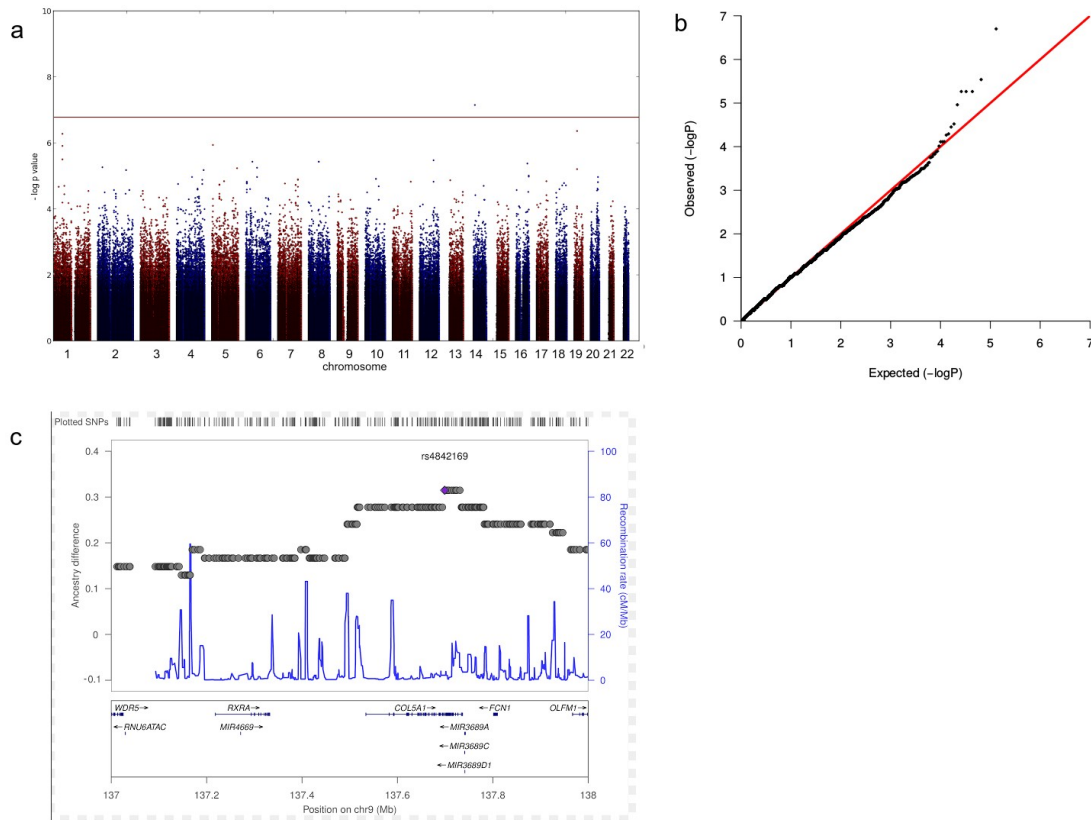 a
10
8
6
4
2
0
- log p value
1 2 3 4 5 6 7 8 9 10 11 12 13 14 15 16 17 18 19 20 21 22
chromosome
b
7
6
5
4
3
2
1
0
Observed (−logP)
0 1 2 3 4 5 6 7
Expected (−logP)
c
Plotted SNPs
rs4842169
0.4
0.3
0.2
0.1
0
-0.1
Ancestry difference
100
80
60
40
20
0
Recombination rate (cM/Mb)
WDR5→ RXRA→ COL5A1→ ←FCN1 OLFM1→
←RNU6ATAC MIR4669→ ←MIR3689A
←MIR3689C
←MIR3689D1
137 137.2 137.4 137.6 137.8 138
Position on chr9 (Mb)